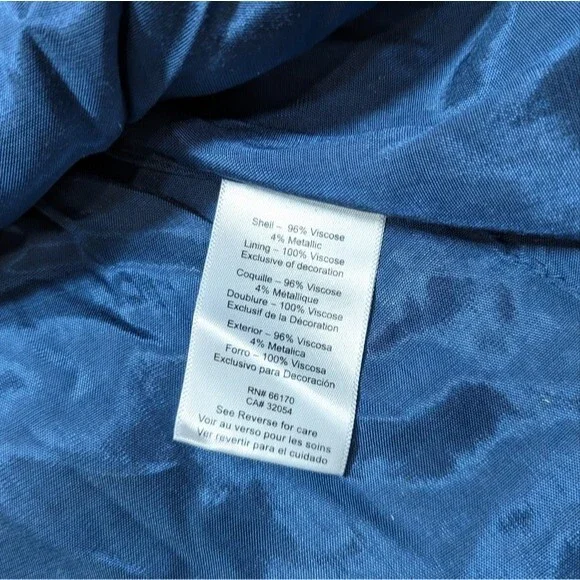 Shell – 96% Viscose
4% Metallic
Lining – 100% Viscose
Exclusive of decoration
Coquille – 96% Viscose
4% Métallique
Doublure – 100% Viscose
Exclusif de la Décoration
Exterior – 96% Viscosa
4% Metalica
Forro – 100% Viscosa
Exclusivo para Decoración
RN# 66170
CA# 32054
See Reverse for care
Voir au verso pour les soins
Ver revertir para el cuidado